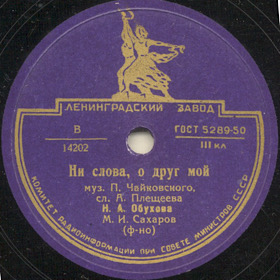 ЛЕНИНГРАДСКИЙ ЗАВОД
В
14202
ГОСТ 5289-50
III кл
Ни слова, о друг мой
муз. П. Чайковского,
сл. А. Плещеева
Н. А. Обухова
М. И. Сахаров
(ф-но)
КОМИТЕТ РАДИОИНФОРМАЦИИ ПРИ СОВЕТЕ МИНИСТРОВ СССР